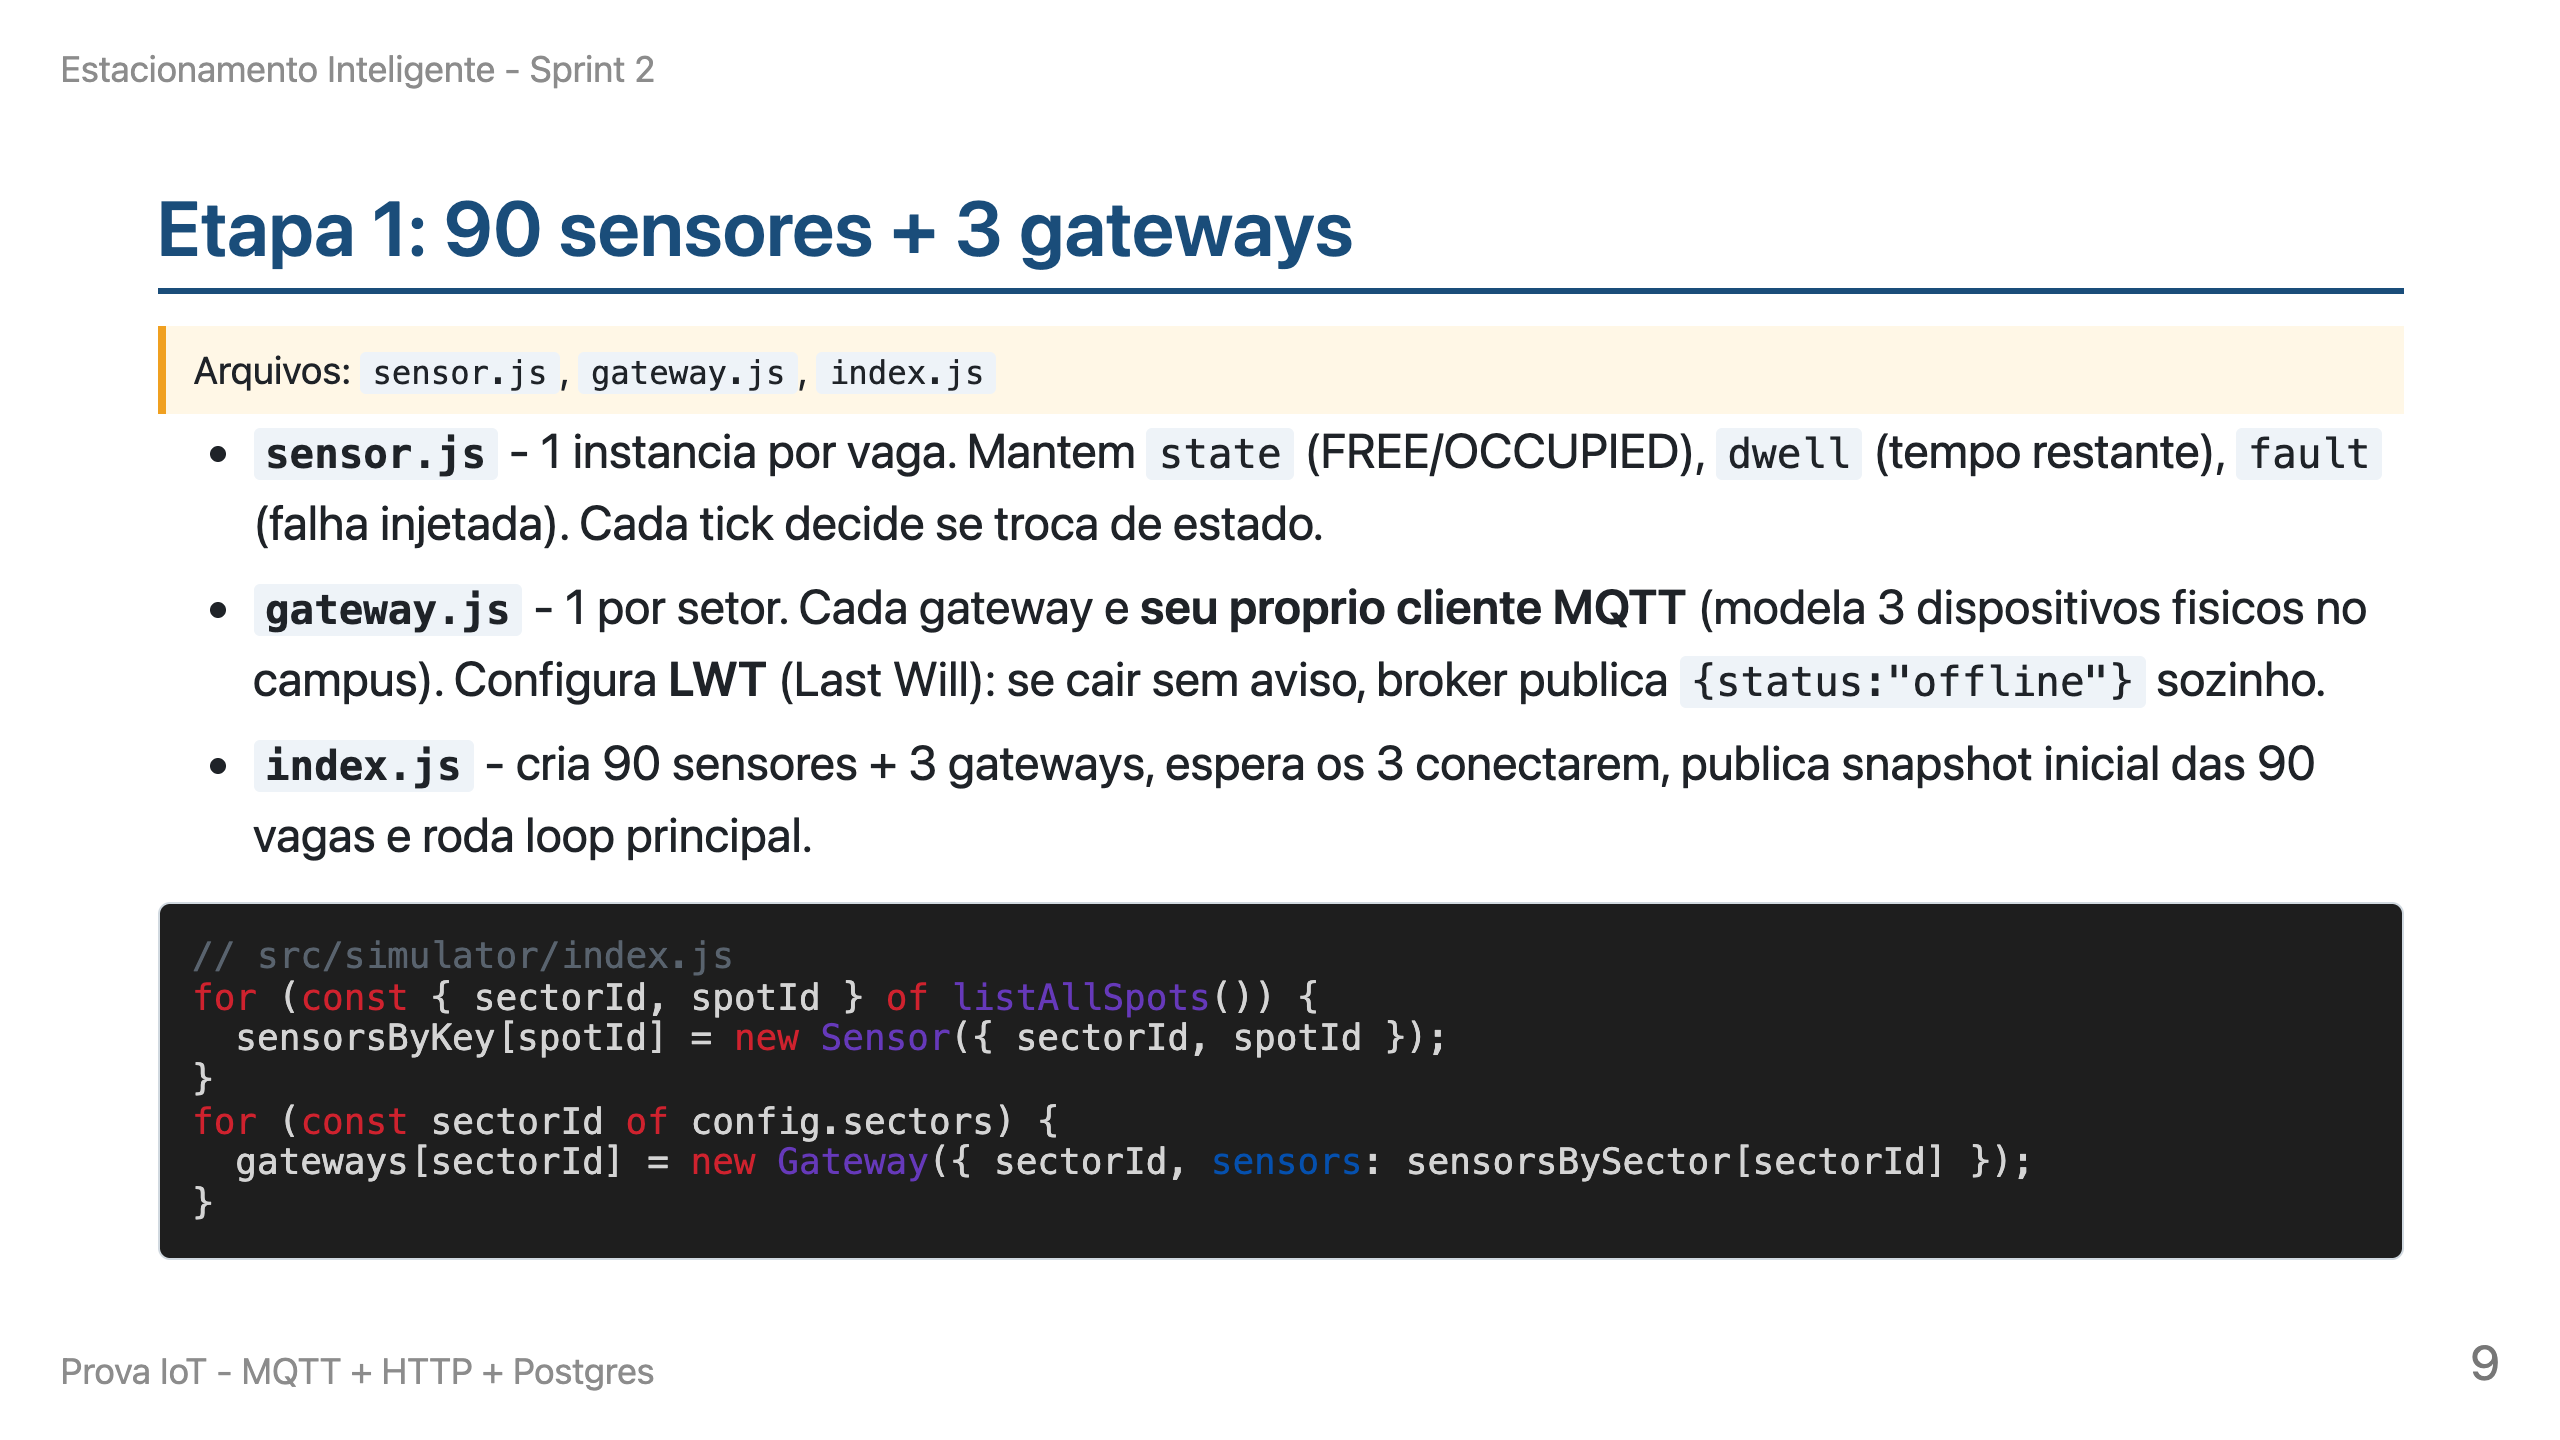 Estacionamento Inteligente - Sprint 2
Etapa 1: 90 sensores + 3 gateways
Arquivos: sensor.js, gateway.js, index.js
• sensor.js - 1 instancia por vaga. Mantem state (FREE/OCCUPIED), dwell (tempo restante), fault
(falha injetada). Cada tick decide se troca de estado.
• gateway.js - 1 por setor. Cada gateway e seu proprio cliente MQTT (modela 3 dispositivos fisicos no
campus). Configura LWT (Last Will): se cair sem aviso, broker publica {status:"offline"} sozinho.
• index.js - cria 90 sensores + 3 gateways, espera os 3 conectarem, publica snapshot inicial das 90
vagas e roda loop principal.
// src/simulator/index.js
for (const { sectorId, spotId } of listAllSpots()) {
  sensorsByKey[spotId] = new Sensor({ sectorId, spotId });
}
for (const sectorId of config.sectors) {
  gateways[sectorId] = new Gateway({ sectorId, sensors: sensorsBySector[sectorId] });
}
Prova IoT - MQTT + HTTP + Postgres
9